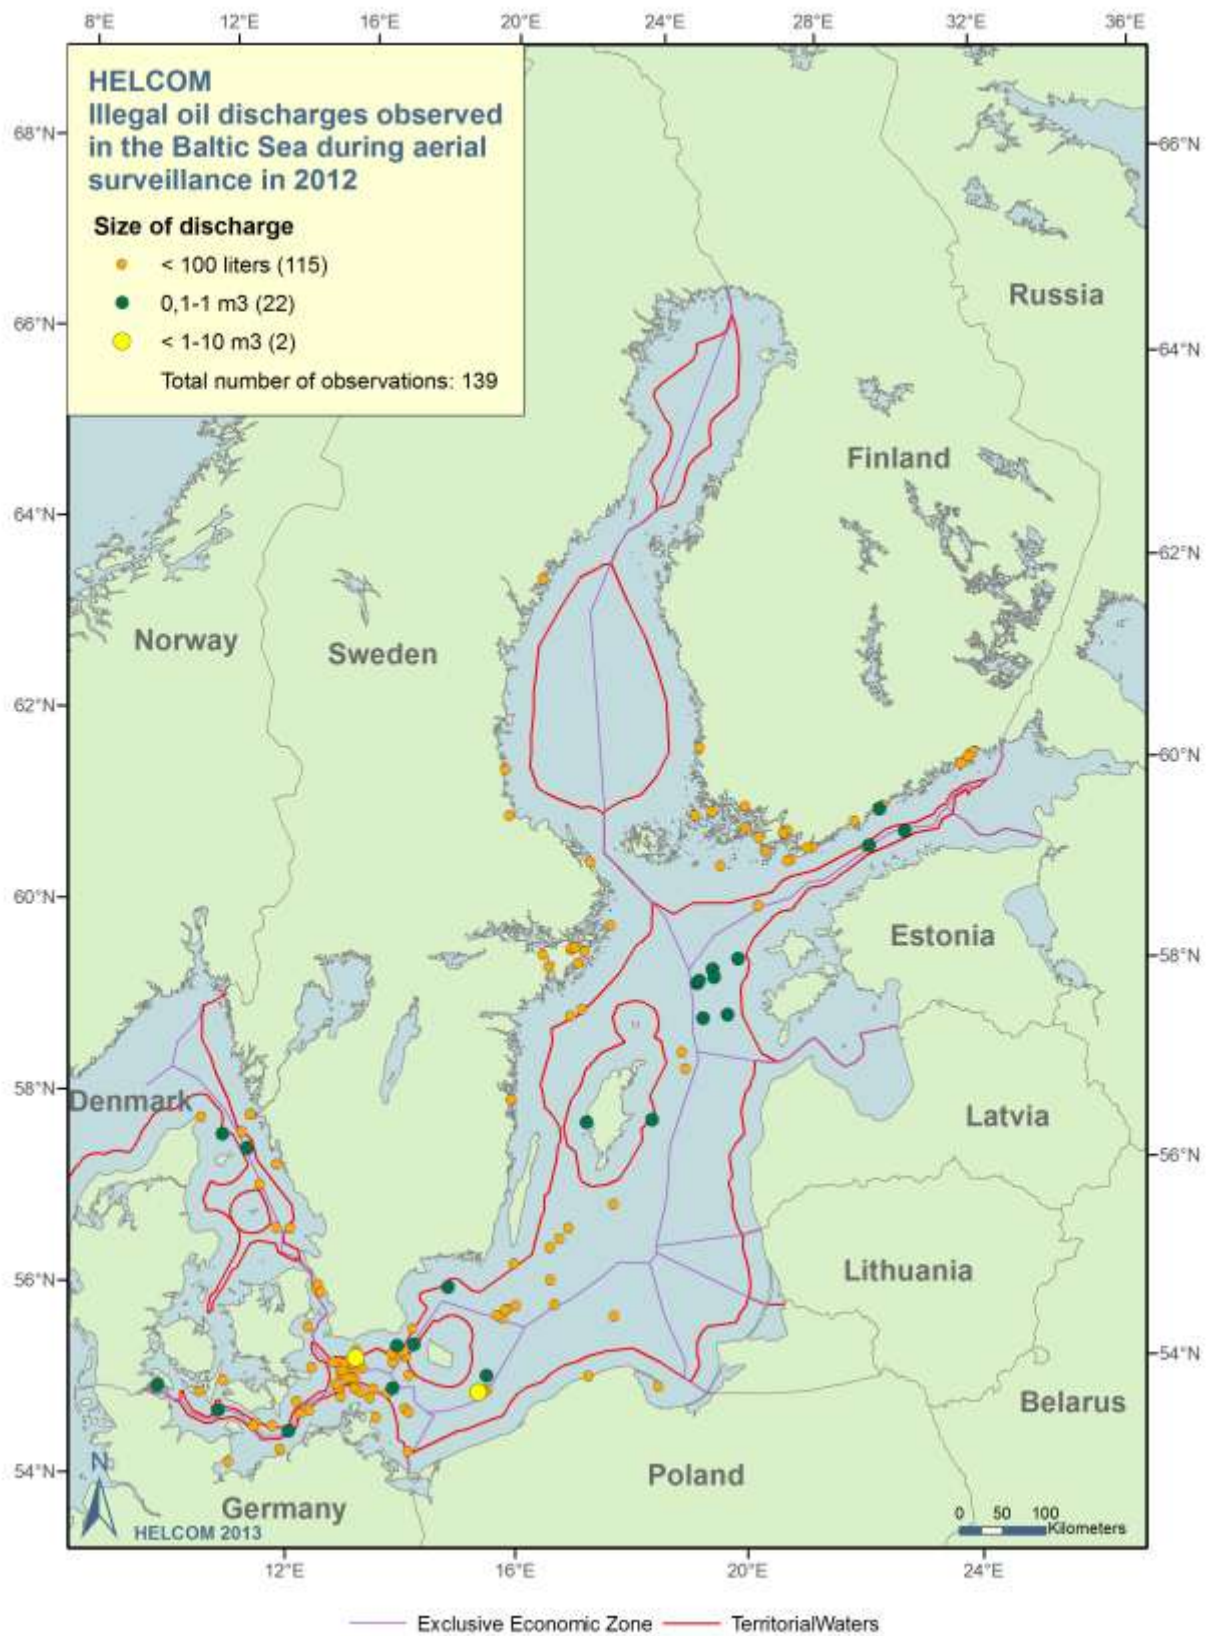 8°E 12°E 16°E 20°E 24°E 28°E 32°E 36°E
HELCOM
Illegal oil discharges observed
in the Baltic Sea during aerial
surveillance in 2012
Size of discharge
< 100 liters (115)
0,1-1 m3 (22)
< 1-10 m3 (2)
Total number of observations: 139
68°N
66°N
66°N
64°N
64°N
62°N
62°N
60°N
60°N
58°N
58°N
56°N
56°N
54°N
54°N
Russia
Finland
Norway
Sweden
Estonia
Denmark
Latvia
Lithuania
Belarus
Poland
Germany
N
HELCOM 2013
0 50 100
Kilometers
12°E 16°E 20°E 24°E
Exclusive Economic Zone TerritorialWaters